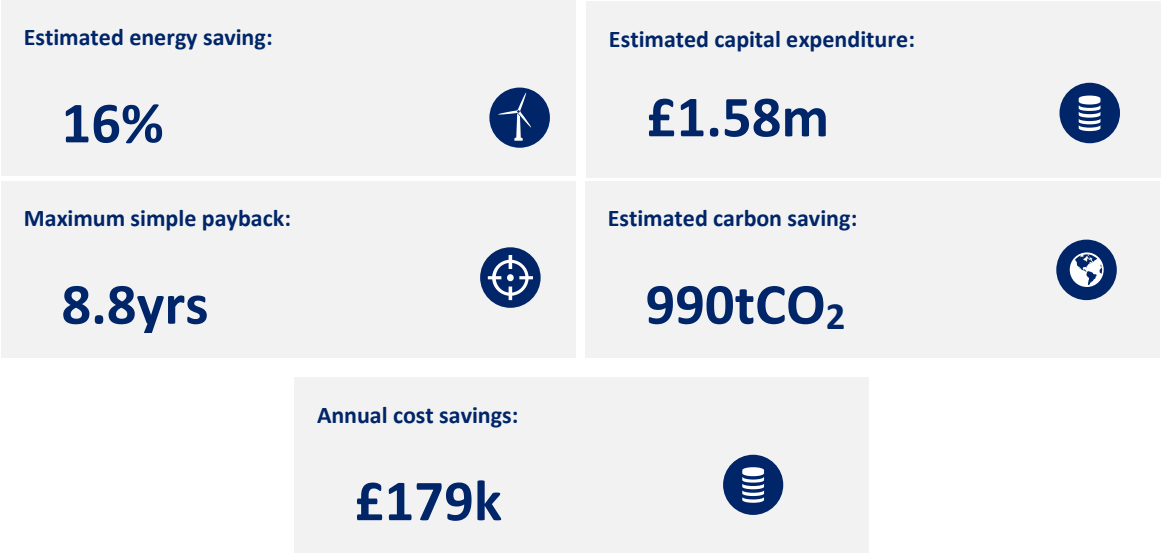 Estimated energy saving:
16%
Estimated capital expenditure:
£1.58m
Maximum simple payback:
8.8yrs
Estimated carbon saving:
990tCO₂
Annual cost savings:
£179k